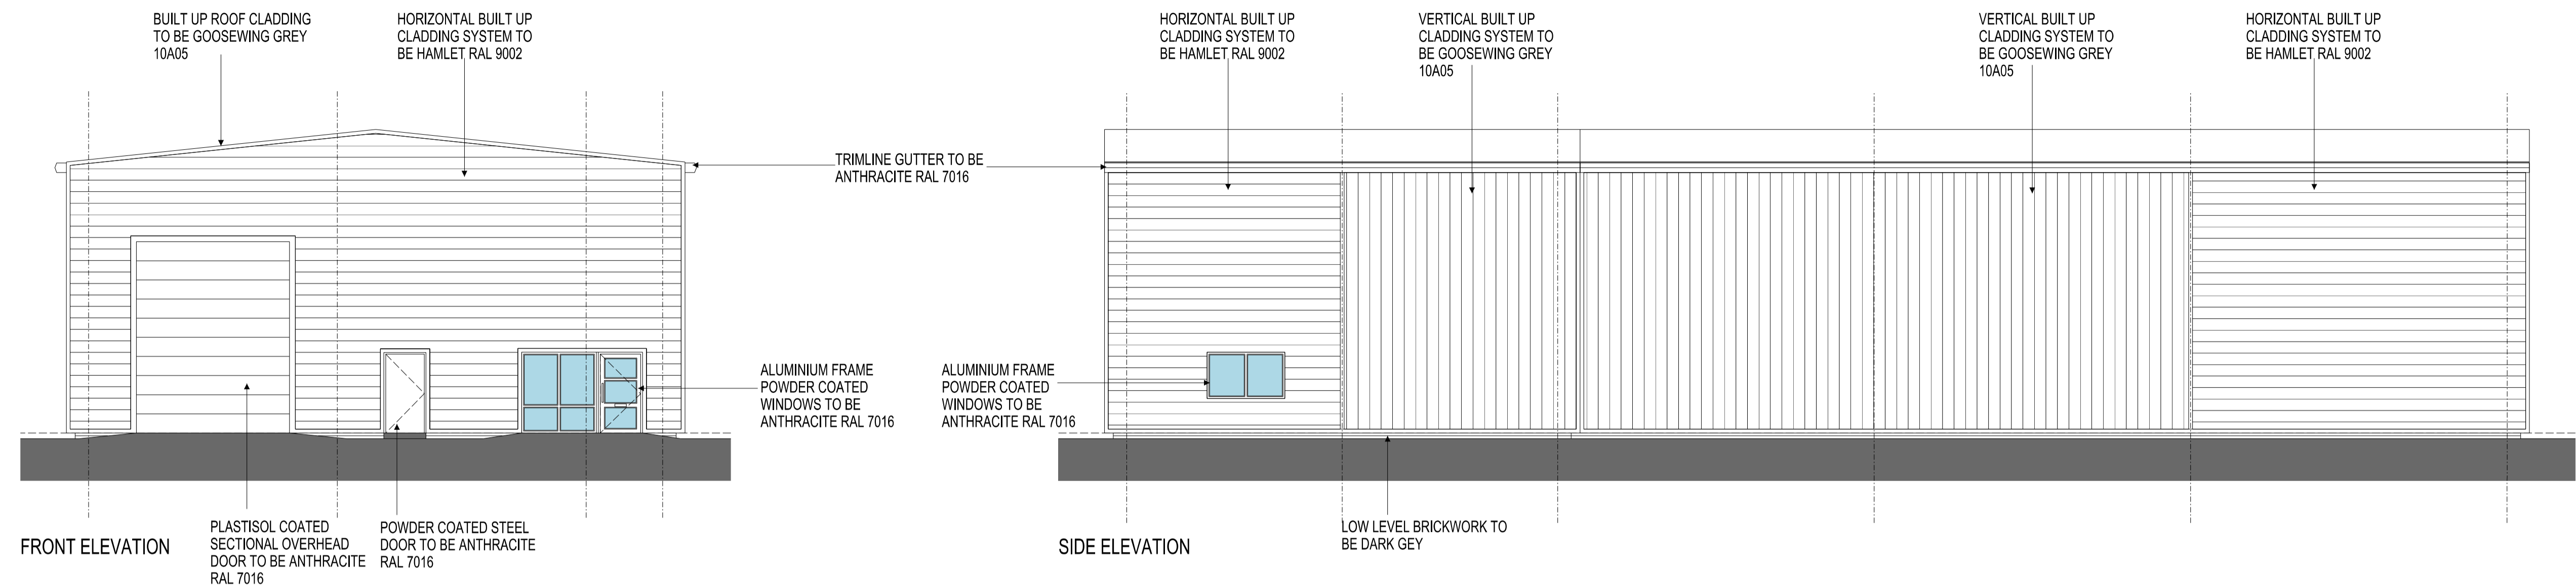 BUILT UP ROOF CLADDING
TO BE GOOSEWING GREY
10A05
HORIZONTAL BUILT UP
CLADDING SYSTEM TO
BE HAMLET RAL 9002
HORIZONTAL BUILT UP
CLADDING SYSTEM TO
BE HAMLET RAL 9002
VERTICAL BUILT UP
CLADDING SYSTEM TO
BE GOOSEWING GREY
10A05
VERTICAL BUILT UP
CLADDING SYSTEM TO
BE GOOSEWING GREY
10A05
HORIZONTAL BUILT UP
CLADDING SYSTEM TO
BE HAMLET RAL 9002
TRIMLINE GUTTER TO BE
ANTHRACITE RAL 7016
ALUMINIUM FRAME
POWDER COATED
WINDOWS TO BE
ANTHRACITE RAL 7016
ALUMINIUM FRAME
POWDER COATED
WINDOWS TO BE
ANTHRACITE RAL 7016
FRONT ELEVATION
PLASTISOL COATED
SECTIONAL OVERHEAD
DOOR TO BE ANTHRACITE
RAL 7016
POWDER COATED STEEL
DOOR TO BE ANTHRACITE
RAL 7016
SIDE ELEVATION
LOW LEVEL BRICKWORK TO
BE DARK GEY